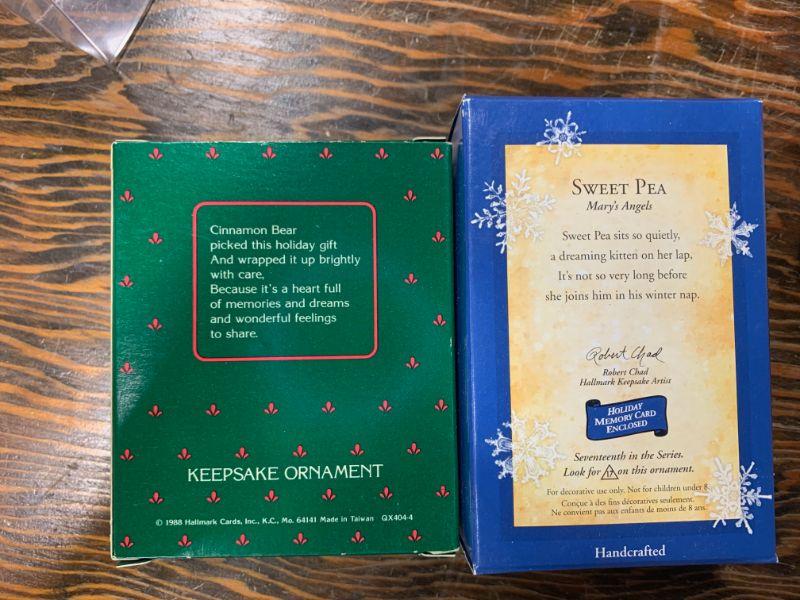 Cinnamon Bear
picked this holiday gift
And wrapped it up brightly
with care,
Because it's a heart full
of memories and dreams
and wonderful feelings
to share.
KEEPSAKE ORNAMENT
© 1988 Hallmark Cards, Inc., K.C., Mo. 64141 Made in Taiwan QX404-4
SWEET PEA
Mary's Angels
Sweet Pea sits so quietly,
a dreaming kitten on her lap,
It's not so very long before
she joins him in his winter nap.
Robert Chad
Robert Chad
Hallmark Keepsake Artist
HOLIDAY
MEMORY CARD
ENCLOSED
Seventeenth in the Series.
Look for 17 on this ornament.
For decorative use only. Not for children under 8.
Conçue à des fins décoratives seulement.
Ne convient pas aux enfants de moins de 8 ans.
Handcrafted